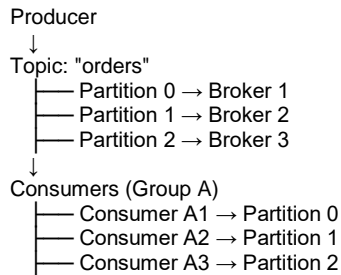 Producer
↓
Topic: "orders"
├── Partition 0 → Broker 1
├── Partition 1 → Broker 2
├── Partition 2 → Broker 3
↓
Consumers (Group A)
├── Consumer A1 → Partition 0
├── Consumer A2 → Partition 1
├── Consumer A3 → Partition 2